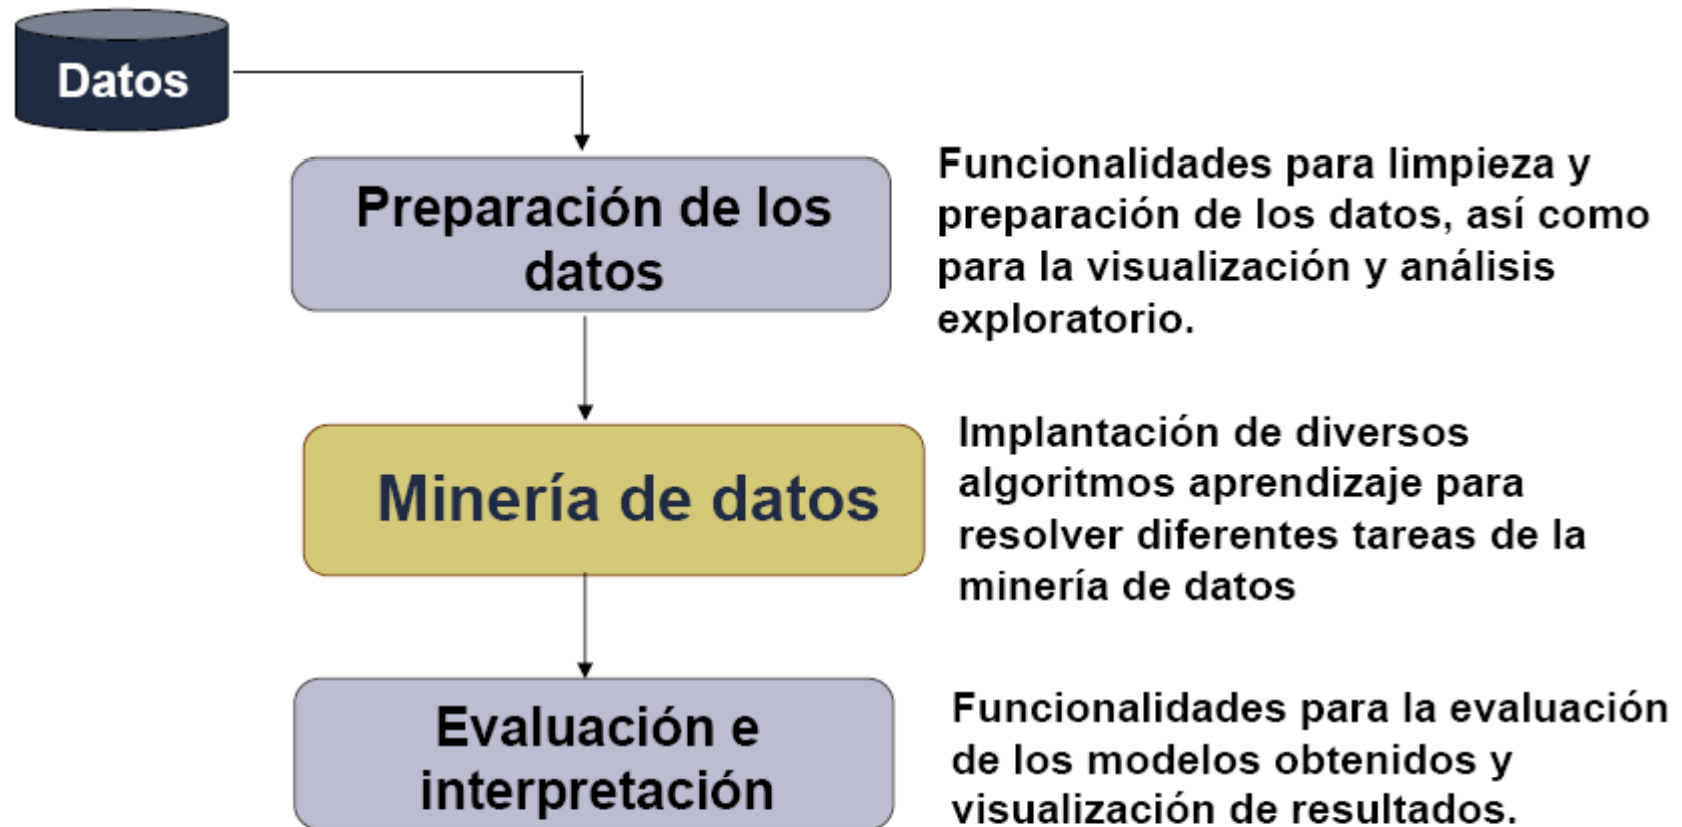 Datos
Preparación de los
datos
Funcionalidades para limpieza y
preparación de los datos, así como
para la visualización y análisis
exploratorio.
Minería de datos
Implantación de diversos
algoritmos aprendizaje para
resolver diferentes tareas de la
minería de datos
Evaluación e
interpretación
Funcionalidades para la evaluación
de los modelos obtenidos y
visualización de resultados.